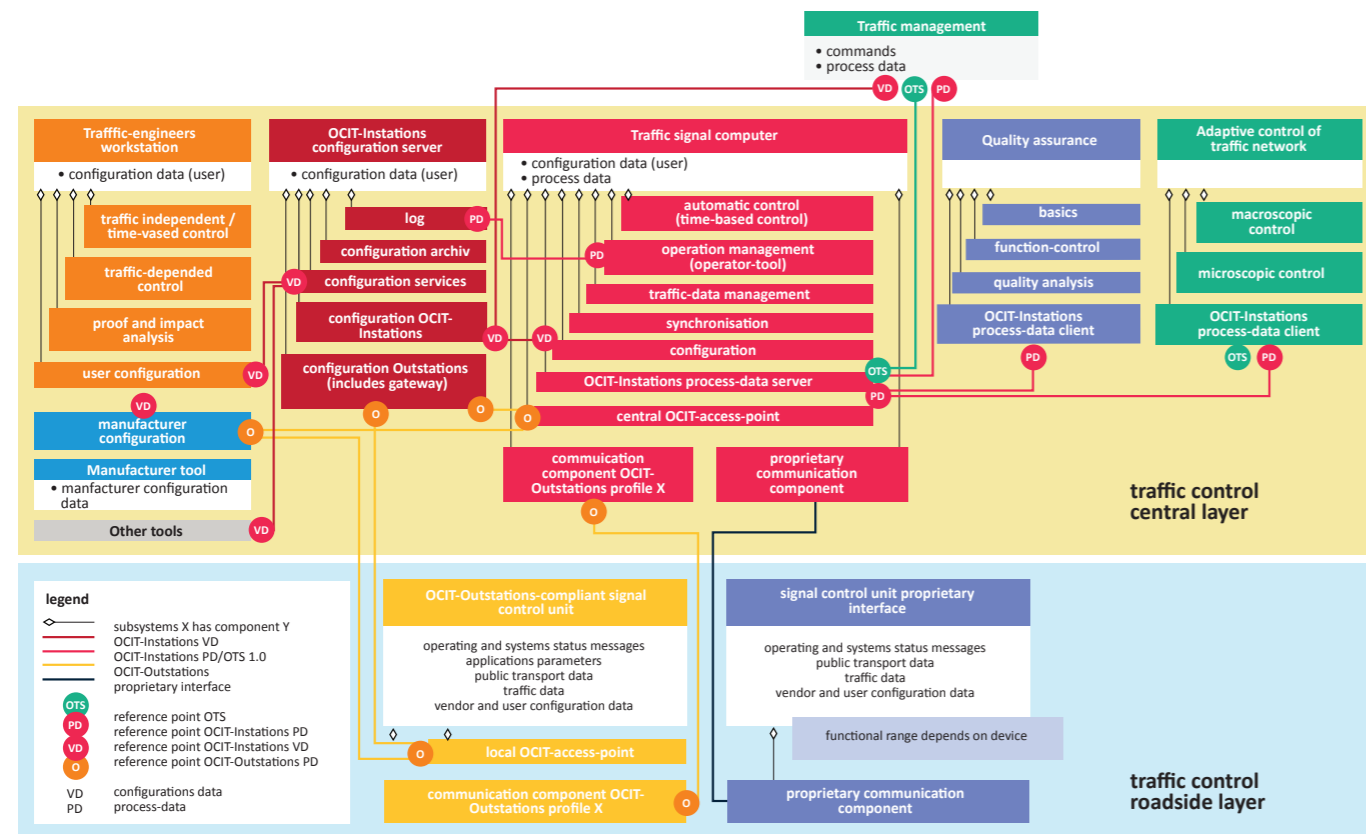 Traffic management
• commands
• process data
VD
OTS
PD
Trafffic-engineers
workstation
• configuration data (user)
traffic independent /
time-vased control
traffic-depended
control
proof and impact
analysis
user configuration
VD
VD
manufacturer
configuration
O
Manufacturer tool
• manfacturer configuration
data
Other tools
VD
OCIT-Instations
configuration server
• configuration data (user)
log
PD
configuration archiv
VD
configuration services
configuration OCIT-
Instations
VD
configuration Outstations
(includes gateway)
O
O
Traffic signal computer
• configuration data (user)
• process data
automatic control
(time-based control)
PD
operation management
(operator-tool)
traffic-data management
synchronisation
VD
configuration
OTS
OCIT-Instations process-data server
PD
O
central OCIT-access-point
commuication
component OCIT-
Outstations profile X
O
proprietary
communication
component
Quality assurance
basics
function-control
quality analysis
OCIT-Instations
process-data client
PD
Adaptive control of
traffic network
macroscopic
control
microscopic control
OCIT-Instations
process-data client
OTS
PD
traffic control
central layer
legend
subsystems X has component Y
OCIT-Instations VD
OCIT-Instations PD/OTS 1.0
OCIT-Outstations
proprietary interface
OTS
reference point OTS
PD
reference point OCIT-Instations PD
VD
reference point OCIT-Instations VD
O
reference point OCIT-Outstations PD
VD configurations data
PD process-data
OCIT-Outstations-compliant signal
control unit
operating and systems status messages
applications parameters
public transport data
traffic data
vendor and user configuration data
O
local OCIT-access-point
communication component OCIT-
Outstations profile X
O
signal control unit proprietary
interface
operating and systems status messages
public transport data
traffic data
vendor and user configuration data
functional range depends on device
proprietary communication
component
traffic control
roadside layer